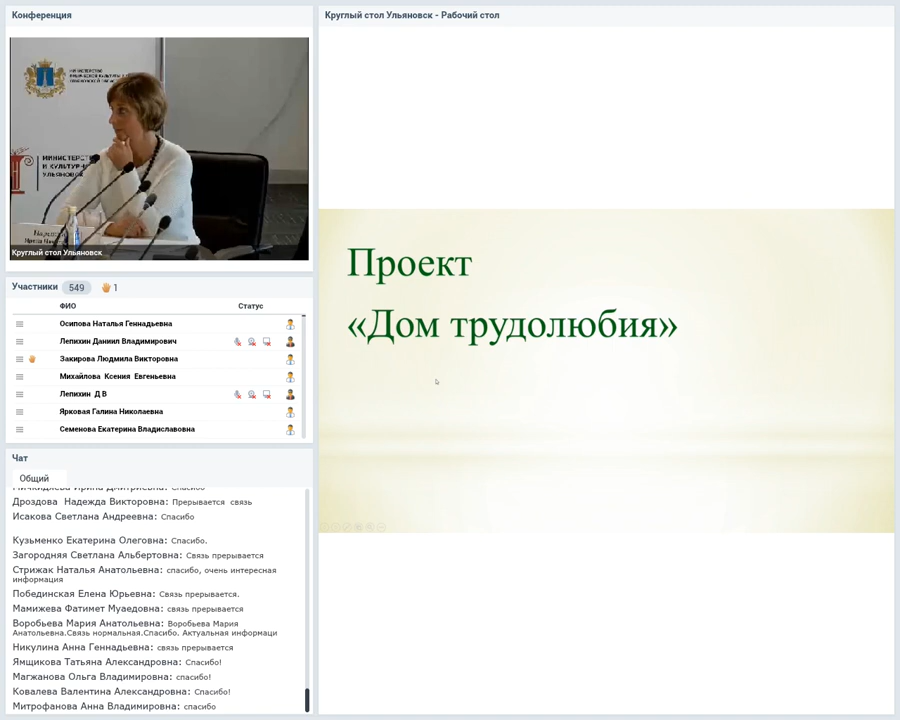 Конференция
МИНИСТЕРСТВО
МИНИСТЕРСТ
И КУЛЬТУРН
УЛЬЯНОВС
Круглый стол Ульяновск
Участники 549 1
ФИО Статус
Осипова Наталья Геннадьевна
Лепихин Даниил Владимирович
Закирова Людмила Викторовна
Михайлова Ксения Евгеньевна
Лепихин Д В
Ярковая Галина Николаевна
Семенова Екатерина Владиславовна
Чат
Общий
Дроздова Надежда Викторовна: Прерывается связь
Исакова Светлана Андреевна: Спасибо
Кузьменко Екатерина Олеговна: Спасибо.
Загородняя Светлана Альбертовна: Связь прерывается
Стрижак Наталья Анатольевна: спасибо, очень интересная
информация
Побединская Елена Юрьевна: Связь прерывается.
Мамижева Фатимет Муаедовна: связь прерывается
Воробьева Мария Анатольевна: Воробьева Мария
Анатольевна.Связь нормальная.Спасибо. Актуальная информаци
Никулина Анна Геннадьевна: связь прерывается
Ямщикова Татьяна Александровна: Спасибо!
Магжанова Ольга Владимировна: спасибо!
Ковалева Валентина Александровна: Спасибо!
Митрофанова Анна Владимировна: спасибо
Круглый стол Ульяновск - Рабочий стол
Проект
«Дом трудолюбия»